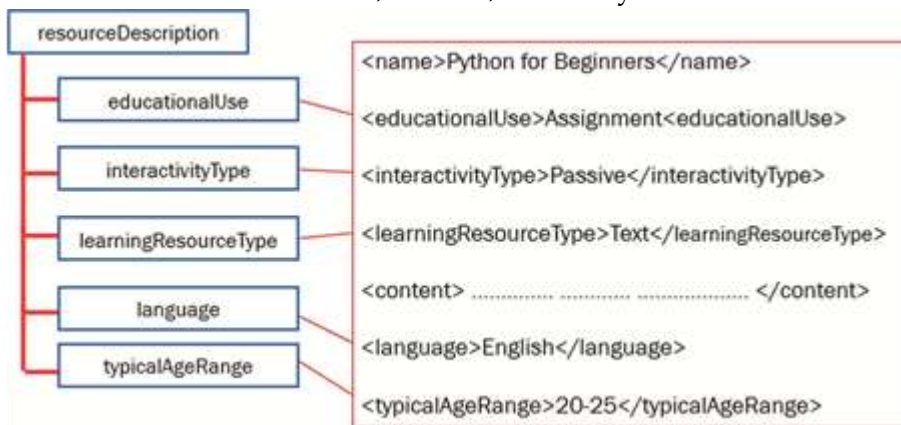 resourceDescription
educationalUse
interactivityType
learningResourceType
language
typicalAgeRange
<name>Python for Beginners</name>
<educationalUse>Assignment<educationalUse>
<interactivityType>Passive</interactivityType>
<learningResourceType>Text</learningResourceType>
<content> .............. ............ ................... </content>
<language>English</language>
<typicalAgeRange>20-25</typicalAgeRange>